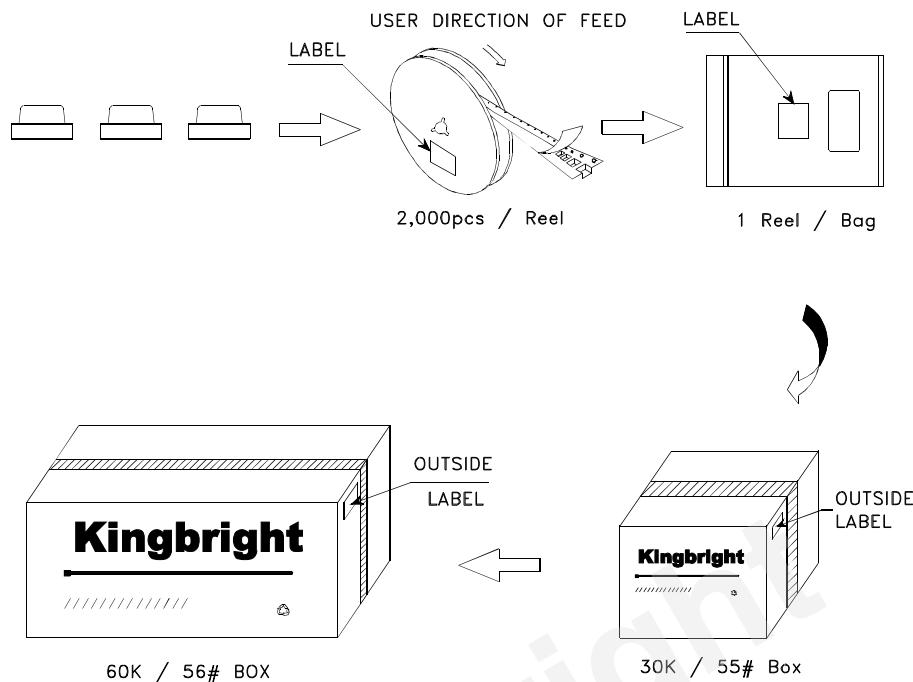 USER DIRECTION OF FEED
LABEL
LABEL
2,000pcs / Reel
1 Reel / Bag
OUTSIDE
LABEL
OUTSIDE
LABEL
Kingbright
Kingbright
60K / 56# BOX
30K / 55# Box
right